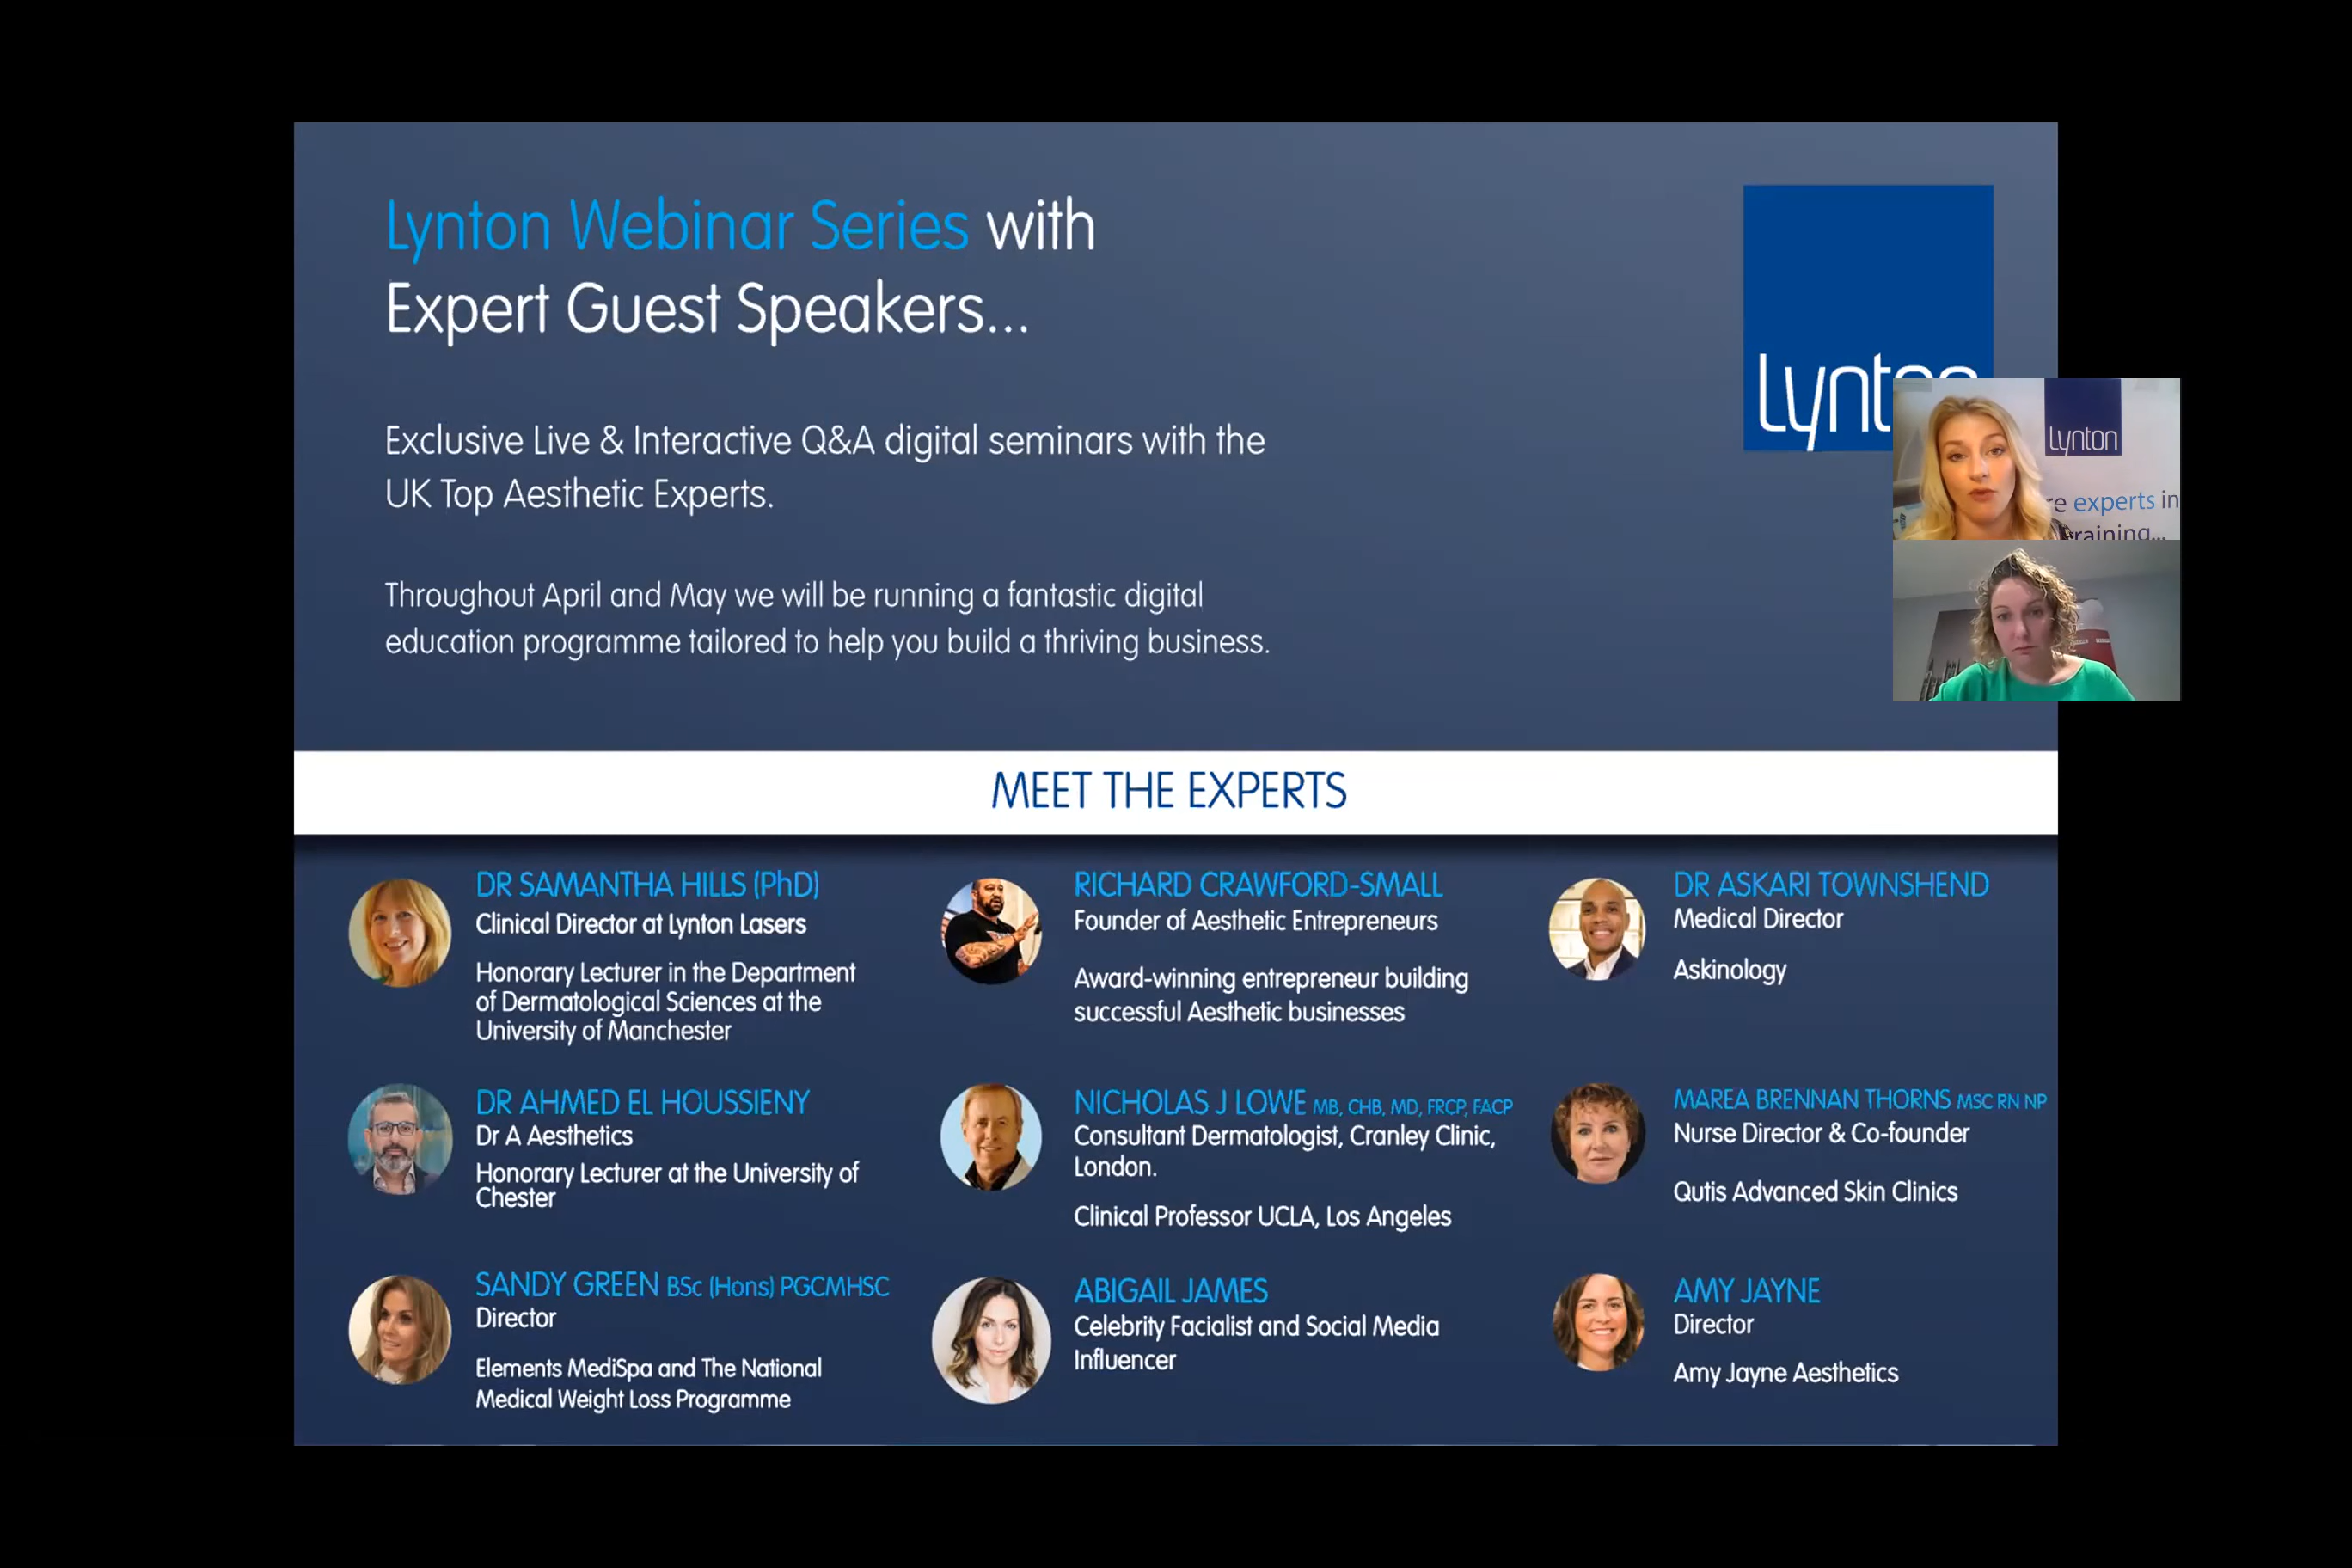 Lynton Webinar Series with
Expert Guest Speakers...
Exclusive Live & Interactive Q&A digital seminars with the
UK Top Aesthetic Experts.
Throughout April and May we will be running a fantastic digital
education programme tailored to help you build a thriving business.
Lynton
re experts in
raining...
MEET THE EXPERTS
DR SAMANTHA HILLS (PhD)
Clinical Director at Lynton Lasers
Honorary Lecturer in the Department
of Dermatological Sciences at the
University of Manchester
RICHARD CRAWFORD-SMALL
Founder of Aesthetic Entrepreneurs
Award-winning entrepreneur building
successful Aesthetic businesses
DR ASKARI TOWNSHEND
Medical Director
Askinology
DR AHMED EL HOUSSIENY
Dr A Aesthetics
Honorary Lecturer at the University of
Chester
NICHOLAS J LOWE MB, CHB, MD, FRCP, FACP
Consultant Dermatologist, Cranley Clinic,
London.
Clinical Professor UCLA, Los Angeles
MAREA BRENNAN THORNS MSC RN NP
Nurse Director & Co-founder
Qutis Advanced Skin Clinics
SANDY GREEN BSc (Hons) PGCMHSC
Director
Elements MediSpa and The National
Medical Weight Loss Programme
ABIGAIL JAMES
Celebrity Facialist and Social Media
Influencer
AMY JAYNE
Director
Amy Jayne Aesthetics